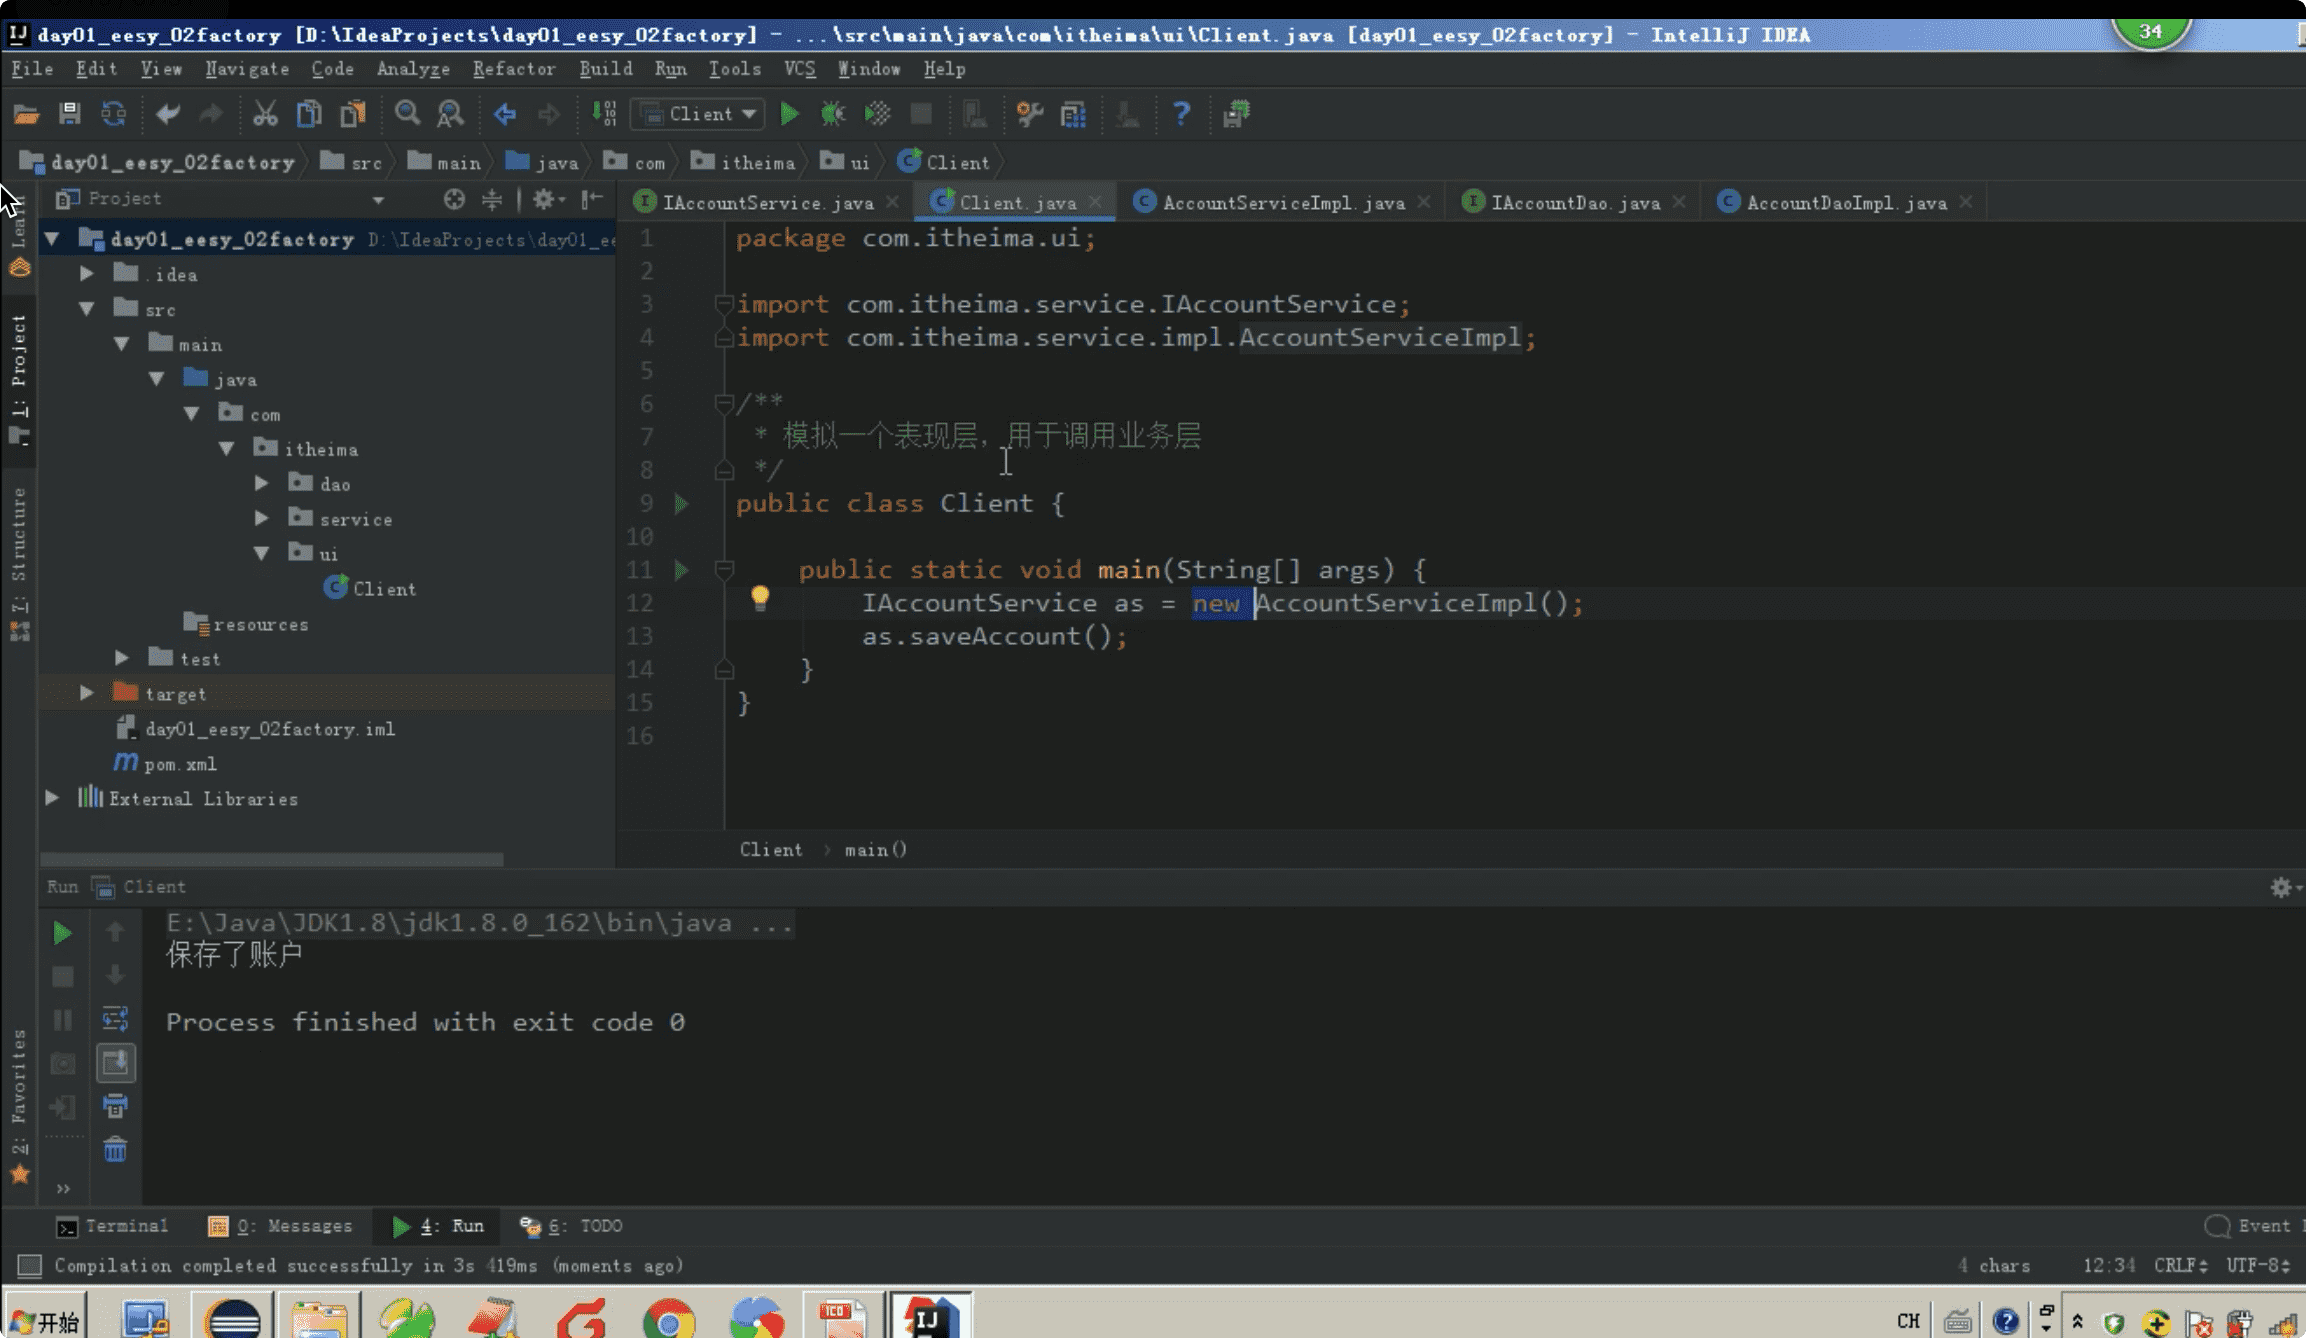 day01_eesy_02factory [D:\IdeaProjects\day01_eesy_02factory] - ...\src\main\java\com\itheima\ui\Client.java [day01_eesy_02factory] - IntelliJ IDEA
34
File Edit View Navigate Code Analyze Refactor Build Run Tools VCS Window Help
Client
day01_eesy_02factory src main java com itheima ui Client
Project
IAccountService.java Client.java AccountServiceImpl.java IAccountDao.java AccountDaoImpl.java
Learn
1: Project
7: Structure
2: Favorites
day01_eesy_02factory D:\IdeaProjects\day01_ee
.idea
src
main
java
com
itheima
dao
service
ui
Client
resources
test
target
day01_eesy_02factory.iml
pom.xml
External Libraries
1 package com.itheima.ui;
2
3 import com.itheima.service.IAccountService;
4 import com.itheima.service.impl.AccountServiceImpl;
5
6 /**
7 * 模拟一个表现层，用于调用业务层
8 */
9 public class Client {
10
11 public static void main(String[] args) {
12 IAccountService as = new AccountServiceImpl();
13 as.saveAccount();
14 }
15 }
16
Client main()
Run Client
E:\Java\JDK1.8\jdk1.8.0_162\bin\java ...
保存了账户
Process finished with exit code 0
Terminal 0: Messages 4: Run 6: TODO Event
Compilation completed successfully in 3s 419ms (moments ago) 4 chars 12:34 CRLF UTF-8
开始 ICO IJ CH